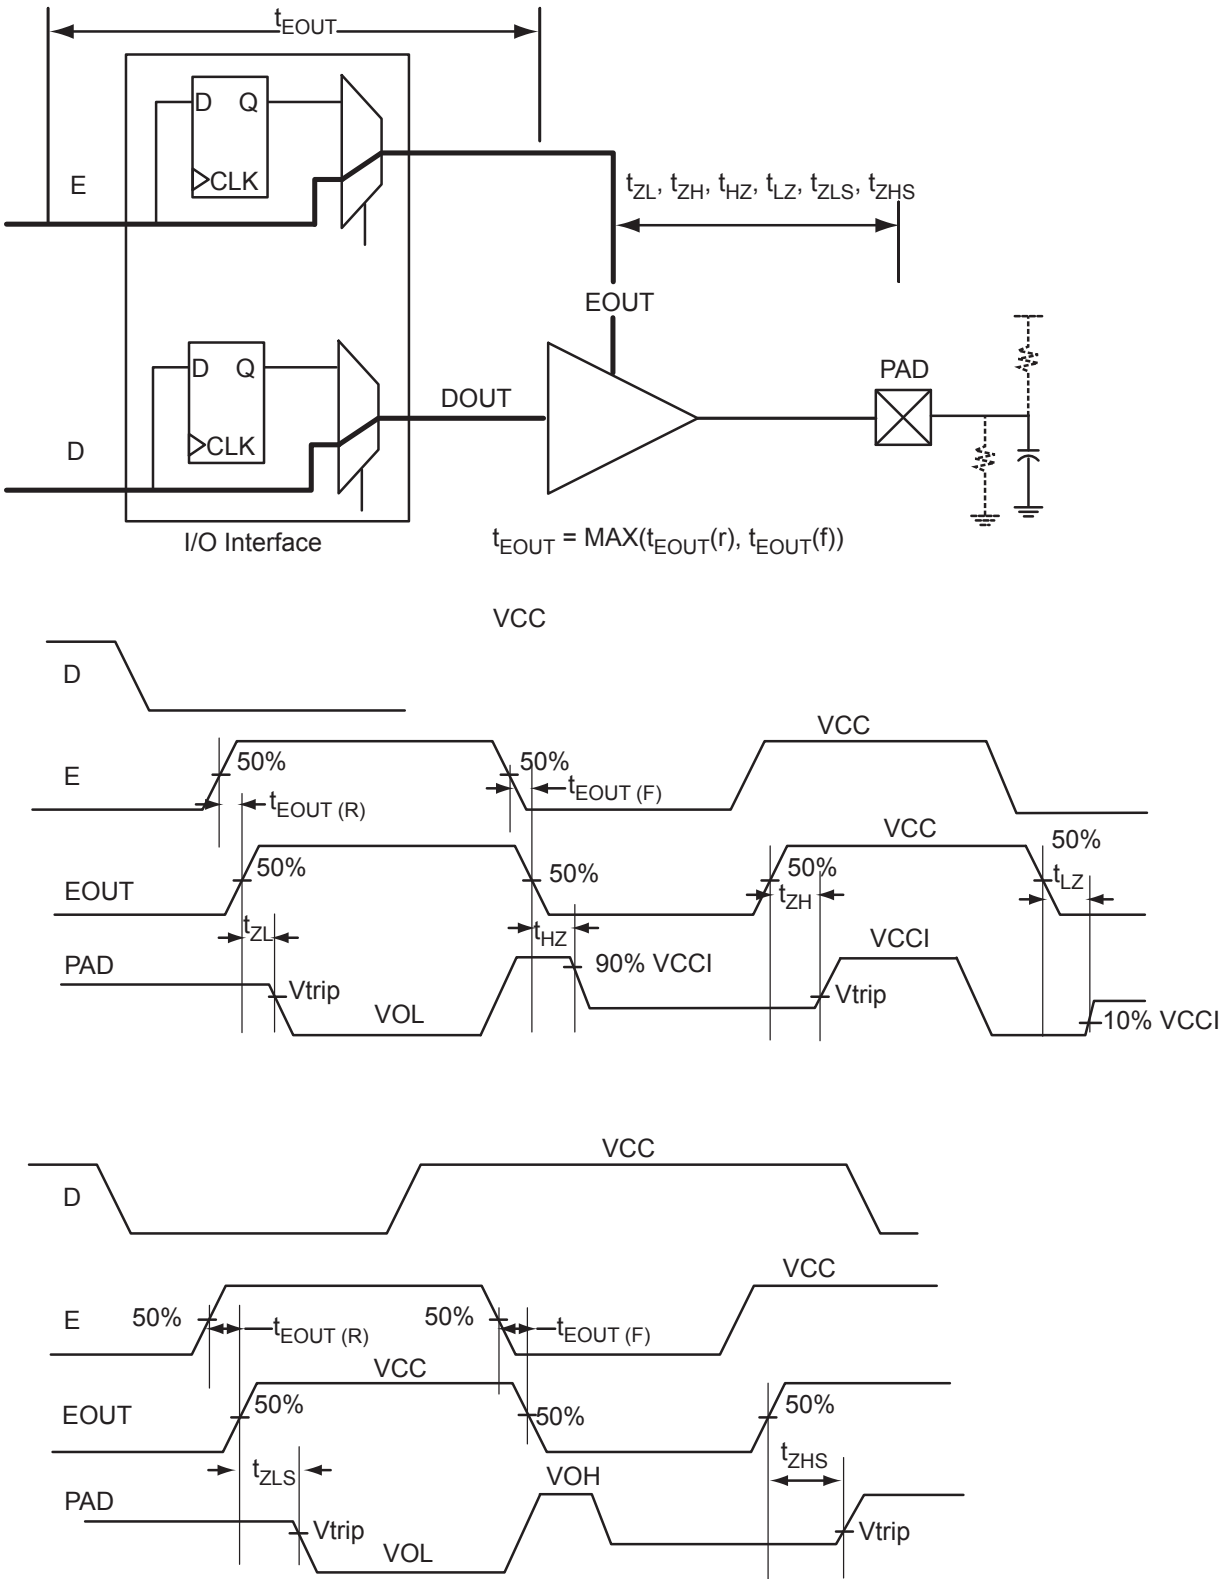 tEOUT
D Q
CLK
E
tZL, tZH, tHZ, tLZ, tZLS, tZHS
EOUT
D Q
CLK
D
DOUT
PAD
I/O Interface
tEOUT = MAX(tEOUT(r), tEOUT(f))
VCC
D
VCC
E
50%
50%
tEOUT (R)
tEOUT (F)
VCC
50%
EOUT
50%
50%
50%
tZL
tHZ
tZH
tLZ
PAD
VCCI
90% VCCI
Vtrip
Vtrip
VOL
10% VCCI
VCC
D
VCC
E
50%
50%
tEOUT (R)
tEOUT (F)
VCC
EOUT
50%
50%
50%
tZLS
tZHS
PAD
VOH
Vtrip
Vtrip
VOL